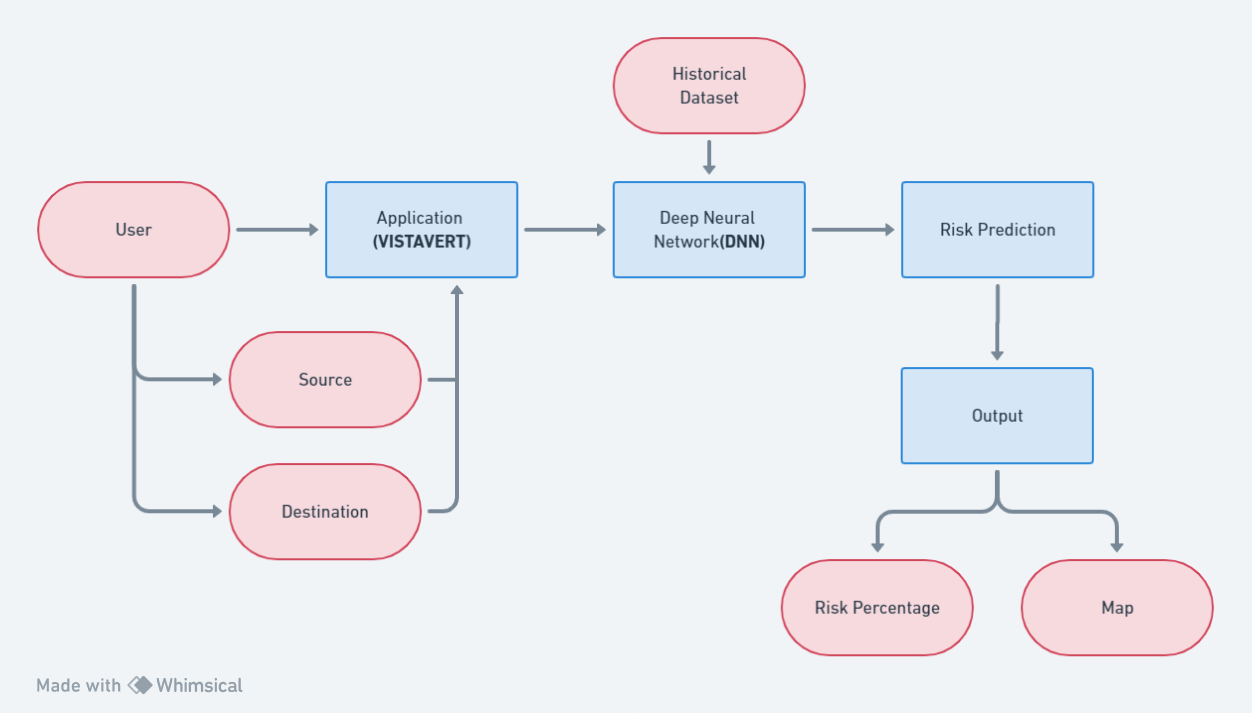 Historical
Dataset
User
Application
(VISTAVERT)
Deep Neural
Network(DNN)
Risk Prediction
Source
Output
Destination
Risk Percentage
Map
Made with Whimsical